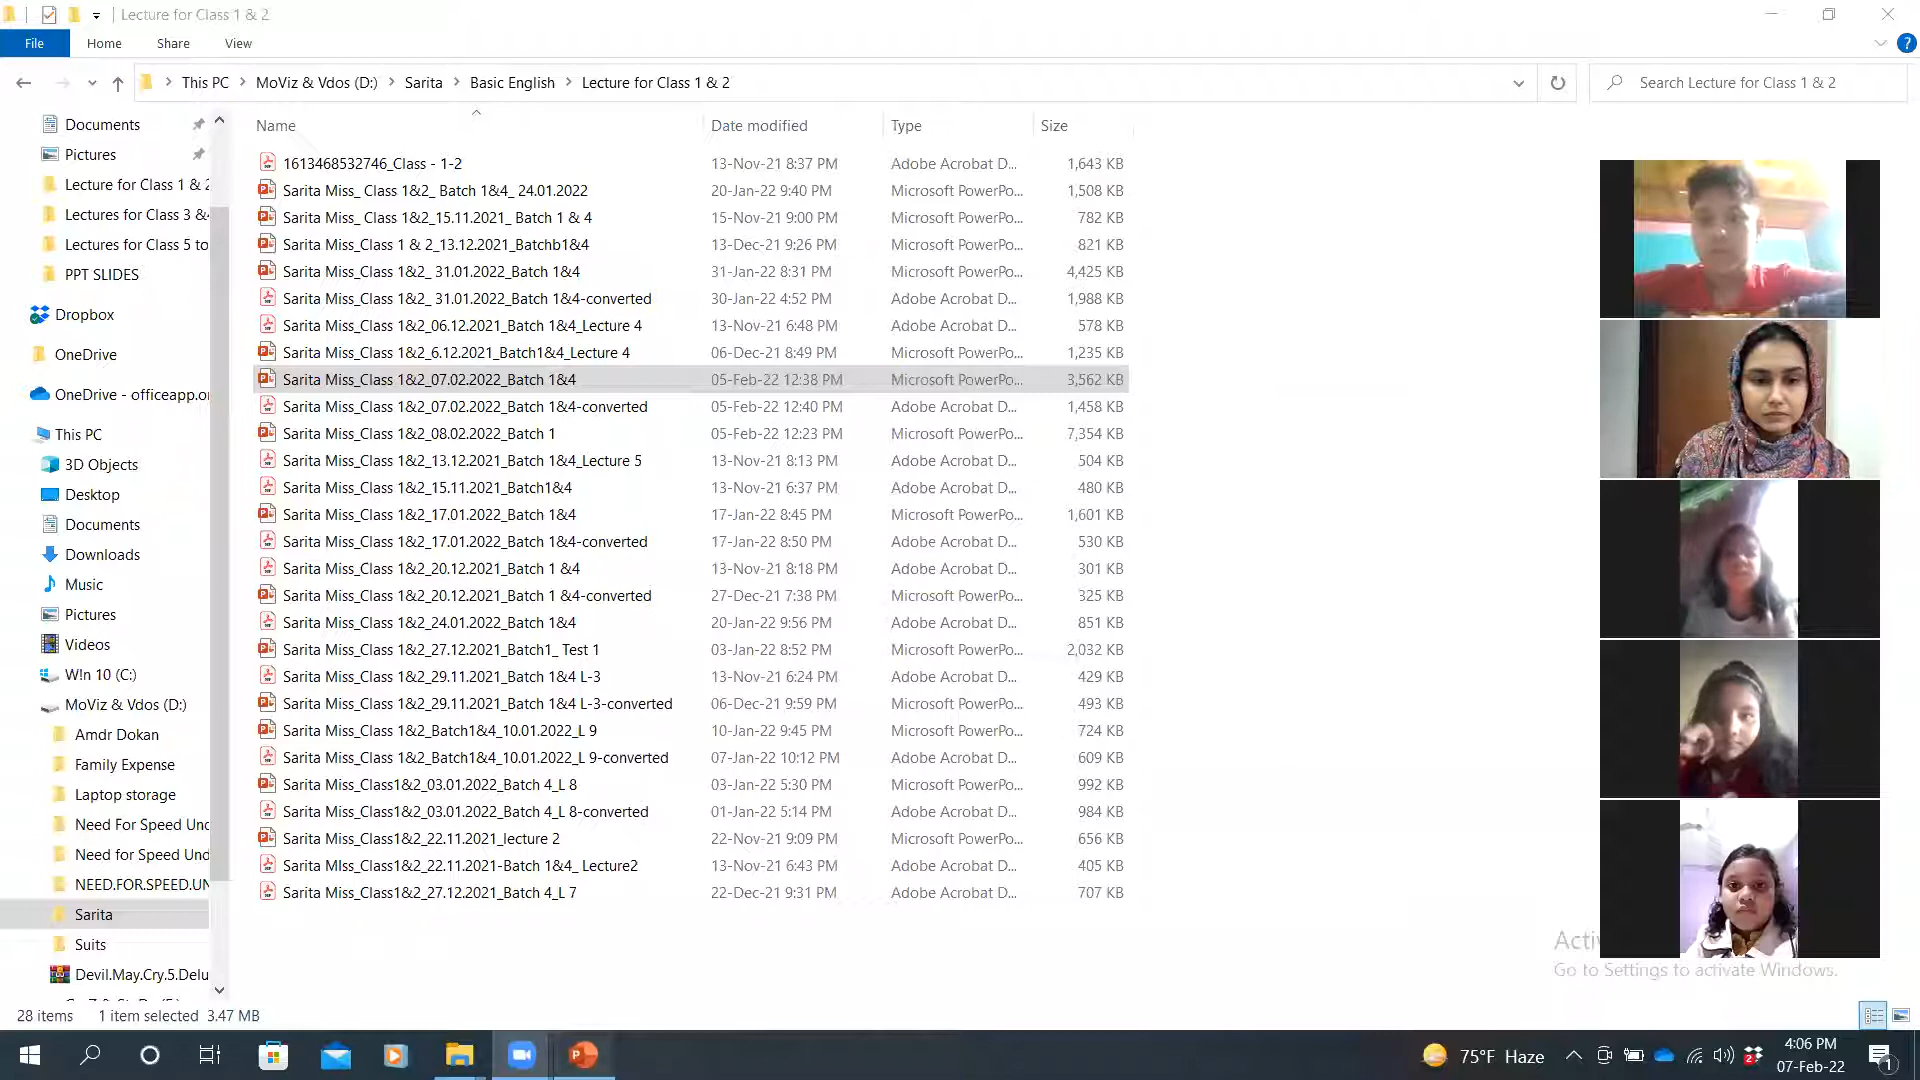 Lecture for Class 1 & 2
File Home Share View
This PC MoViz & Vdos (D:) Sarita Basic English Lecture for Class 1 & 2
Search Lecture for Class 1 & 2
Documents
Pictures
Lecture for Class 1 & 2
Lectures for Class 3 &4
Lectures for Class 5 to
PPT SLIDES
Dropbox
OneDrive
OneDrive - officeapp.or
This PC
3D Objects
Desktop
Documents
Downloads
Music
Pictures
Videos
W!n 10 (C:)
MoViz & Vdos (D:)
Amdr Dokan
Family Expense
Laptop storage
Need For Speed Und
Need for Speed Und
NEED.FOR.SPEED.UN
Sarita
Suits
Devil.May.Cry.5.Delu
Name Date modified Type Size
1613468532746_Class - 1-2 13-Nov-21 8:37 PM Adobe Acrobat D... 1,643 KB
Sarita Miss_ Class 1&2_ Batch 1&4_ 24.01.2022 20-Jan-22 9:40 PM Microsoft PowerPo... 1,508 KB
Sarita Miss_ Class 1&2_15.11.2021_ Batch 1 & 4 15-Nov-21 9:00 PM Microsoft PowerPo... 782 KB
Sarita Miss_Class 1 & 2_13.12.2021_Batchb1&4 13-Dec-21 9:26 PM Microsoft PowerPo... 821 KB
Sarita Miss_Class 1&2_ 31.01.2022_Batch 1&4 31-Jan-22 8:31 PM Microsoft PowerPo... 4,425 KB
Sarita Miss_Class 1&2_ 31.01.2022_Batch 1&4-converted 30-Jan-22 4:52 PM Adobe Acrobat D... 1,988 KB
Sarita Miss_Class 1&2_06.12.2021_Batch 1&4_Lecture 4 13-Nov-21 6:48 PM Adobe Acrobat D... 578 KB
Sarita Miss_Class 1&2_6.12.2021_Batch1&4_Lecture 4 06-Dec-21 8:49 PM Microsoft PowerPo... 1,235 KB
Sarita Miss_Class 1&2_07.02.2022_Batch 1&4 05-Feb-22 12:38 PM Microsoft PowerPo... 3,562 KB
Sarita Miss_Class 1&2_07.02.2022_Batch 1&4-converted 05-Feb-22 12:40 PM Adobe Acrobat D... 1,458 KB
Sarita Miss_Class 1&2_08.02.2022_Batch 1 05-Feb-22 12:23 PM Microsoft PowerPo... 7,354 KB
Sarita Miss_Class 1&2_13.12.2021_Batch 1&4_Lecture 5 13-Nov-21 8:13 PM Adobe Acrobat D... 504 KB
Sarita Miss_Class 1&2_15.11.2021_Batch1&4 13-Nov-21 6:37 PM Adobe Acrobat D... 480 KB
Sarita Miss_Class 1&2_17.01.2022_Batch 1&4 17-Jan-22 8:45 PM Microsoft PowerPo... 1,601 KB
Sarita Miss_Class 1&2_17.01.2022_Batch 1&4-converted 17-Jan-22 8:50 PM Adobe Acrobat D... 530 KB
Sarita Miss_Class 1&2_20.12.2021_Batch 1 &4 13-Nov-21 8:18 PM Adobe Acrobat D... 301 KB
Sarita Miss_Class 1&2_20.12.2021_Batch 1 &4-converted 27-Dec-21 7:38 PM Microsoft PowerPo... 325 KB
Sarita Miss_Class 1&2_24.01.2022_Batch 1&4 20-Jan-22 9:56 PM Adobe Acrobat D... 851 KB
Sarita Miss_Class 1&2_27.12.2021_Batch1_ Test 1 03-Jan-22 8:52 PM Microsoft PowerPo... 2,032 KB
Sarita Miss_Class 1&2_29.11.2021_Batch 1&4 L-3 13-Nov-21 6:24 PM Adobe Acrobat D... 429 KB
Sarita Miss_Class 1&2_29.11.2021_Batch 1&4 L-3-converted 06-Dec-21 9:59 PM Microsoft PowerPo... 493 KB
Sarita Miss_Class 1&2_Batch1&4_10.01.2022_L 9 10-Jan-22 9:45 PM Microsoft PowerPo... 724 KB
Sarita Miss_Class 1&2_Batch1&4_10.01.2022_L 9-converted 07-Jan-22 10:12 PM Adobe Acrobat D... 609 KB
Sarita Miss_Class1&2_03.01.2022_Batch 4_L 8 03-Jan-22 5:30 PM Microsoft PowerPo... 992 KB
Sarita Miss_Class1&2_03.01.2022_Batch 4_L 8-converted 01-Jan-22 5:14 PM Adobe Acrobat D... 984 KB
Sarita Miss_Class1&2_22.11.2021_lecture 2 22-Nov-21 9:09 PM Microsoft PowerPo... 656 KB
Sarita MIss_Class1&2_22.11.2021-Batch 1&4_ Lecture2 13-Nov-21 6:43 PM Adobe Acrobat D... 405 KB
Sarita Miss_Class1&2_27.12.2021_Batch 4_L 7 22-Dec-21 9:31 PM Adobe Acrobat D... 707 KB
Go to Settings to activate Windows.
28 items 1 item selected 3.47 MB
75°F Haze
4:06 PM
07-Feb-22
1